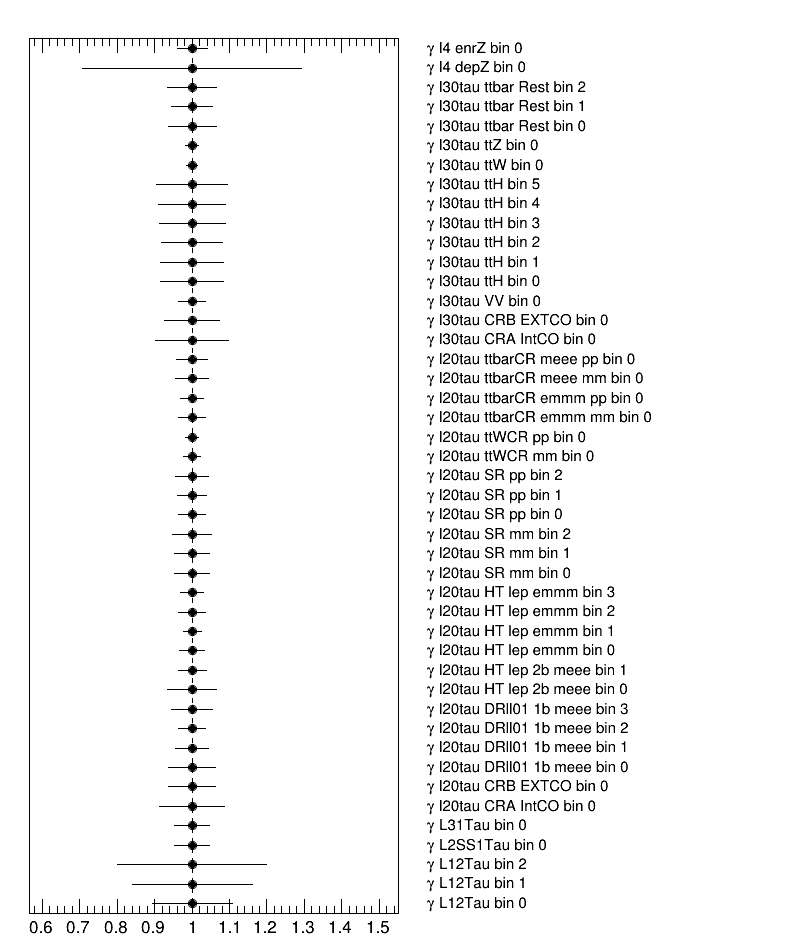 γ l4 enrZ bin 0
γ l4 depZ bin 0
γ l30tau ttbar Rest bin 2
γ l30tau ttbar Rest bin 1
γ l30tau ttbar Rest bin 0
γ l30tau ttZ bin 0
γ l30tau ttW bin 0
γ l30tau ttH bin 5
γ l30tau ttH bin 4
γ l30tau ttH bin 3
γ l30tau ttH bin 2
γ l30tau ttH bin 1
γ l30tau ttH bin 0
γ l30tau VV bin 0
γ l30tau CRB EXTCO bin 0
γ l30tau CRA IntCO bin 0
γ l20tau ttbarCR meee pp bin 0
γ l20tau ttbarCR meee mm bin 0
γ l20tau ttbarCR emmm pp bin 0
γ l20tau ttbarCR emmm mm bin 0
γ l20tau ttWCR pp bin 0
γ l20tau ttWCR mm bin 0
γ l20tau SR pp bin 2
γ l20tau SR pp bin 1
γ l20tau SR pp bin 0
γ l20tau SR mm bin 2
γ l20tau SR mm bin 1
γ l20tau SR mm bin 0
γ l20tau HT lep emmm bin 3
γ l20tau HT lep emmm bin 2
γ l20tau HT lep emmm bin 1
γ l20tau HT lep emmm bin 0
γ l20tau HT lep 2b meee bin 1
γ l20tau HT lep 2b meee bin 0
γ l20tau DRll01 1b meee bin 3
γ l20tau DRll01 1b meee bin 2
γ l20tau DRll01 1b meee bin 1
γ l20tau DRll01 1b meee bin 0
γ l20tau CRB EXTCO bin 0
γ l20tau CRA IntCO bin 0
γ L31Tau bin 0
γ L2SS1Tau bin 0
γ L12Tau bin 2
γ L12Tau bin 1
γ L12Tau bin 0
0.6 0.7 0.8 0.9 1 1.1 1.2 1.3 1.4 1.5